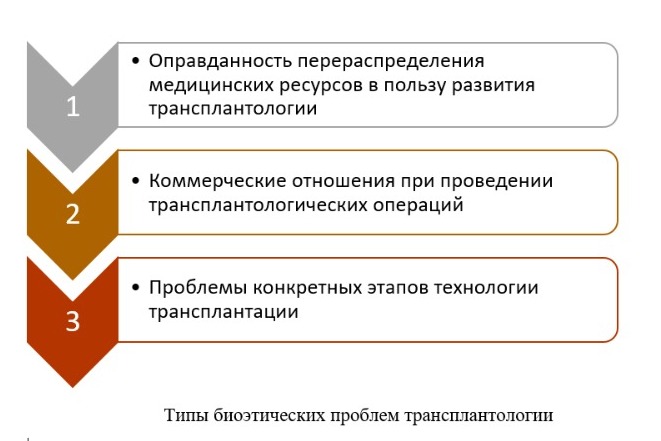 1
• Оправданность перераспределения
медицинских ресурсов в пользу развития
трансплантологии
2
• Коммерческие отношения при проведении
трансплантологических операций
3
• Проблемы конкретных этапов технологии
трансплантации
Типы биоэтических проблем трансплантологии